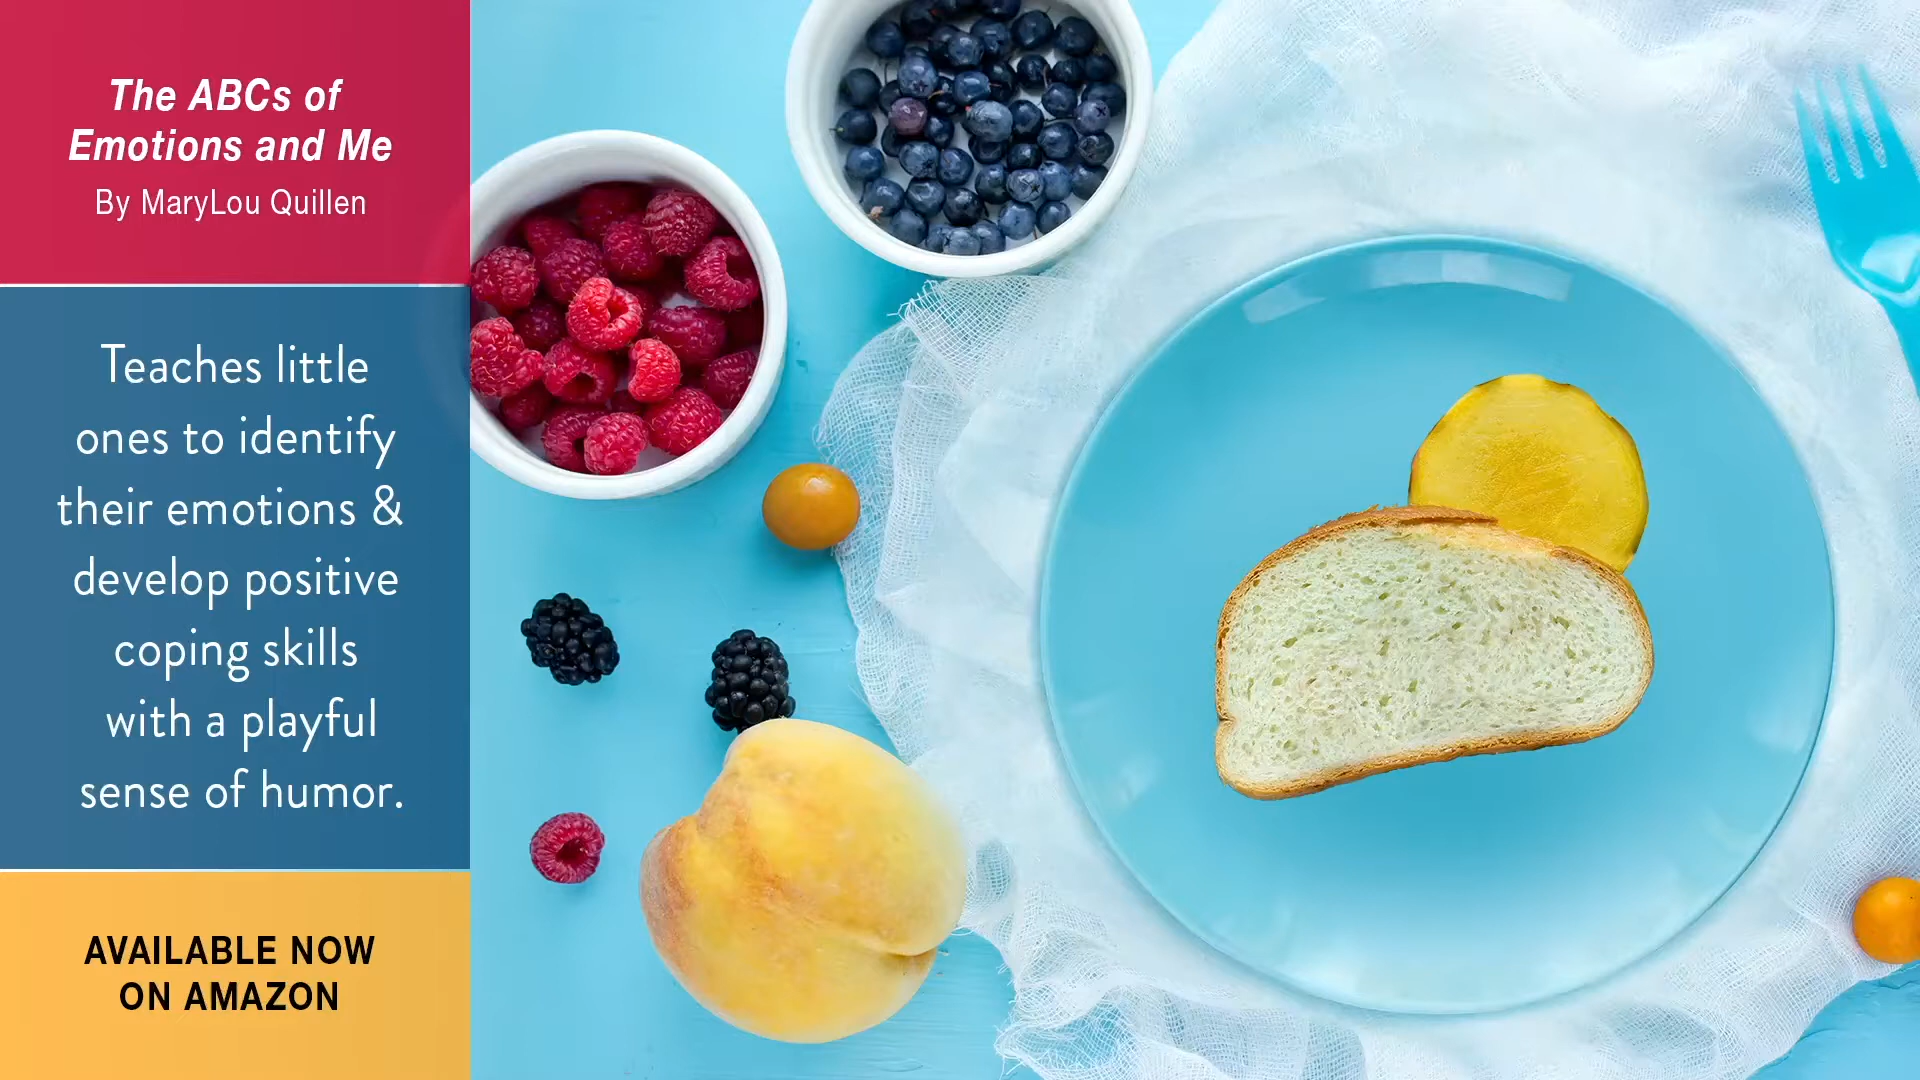 The ABCs of
Emotions and Me
By MaryLou Quillen
Teaches little
ones to identify
their emotions &
develop positive
coping skills
with a playful
sense of humor.
AVAILABLE NOW
ON AMAZON